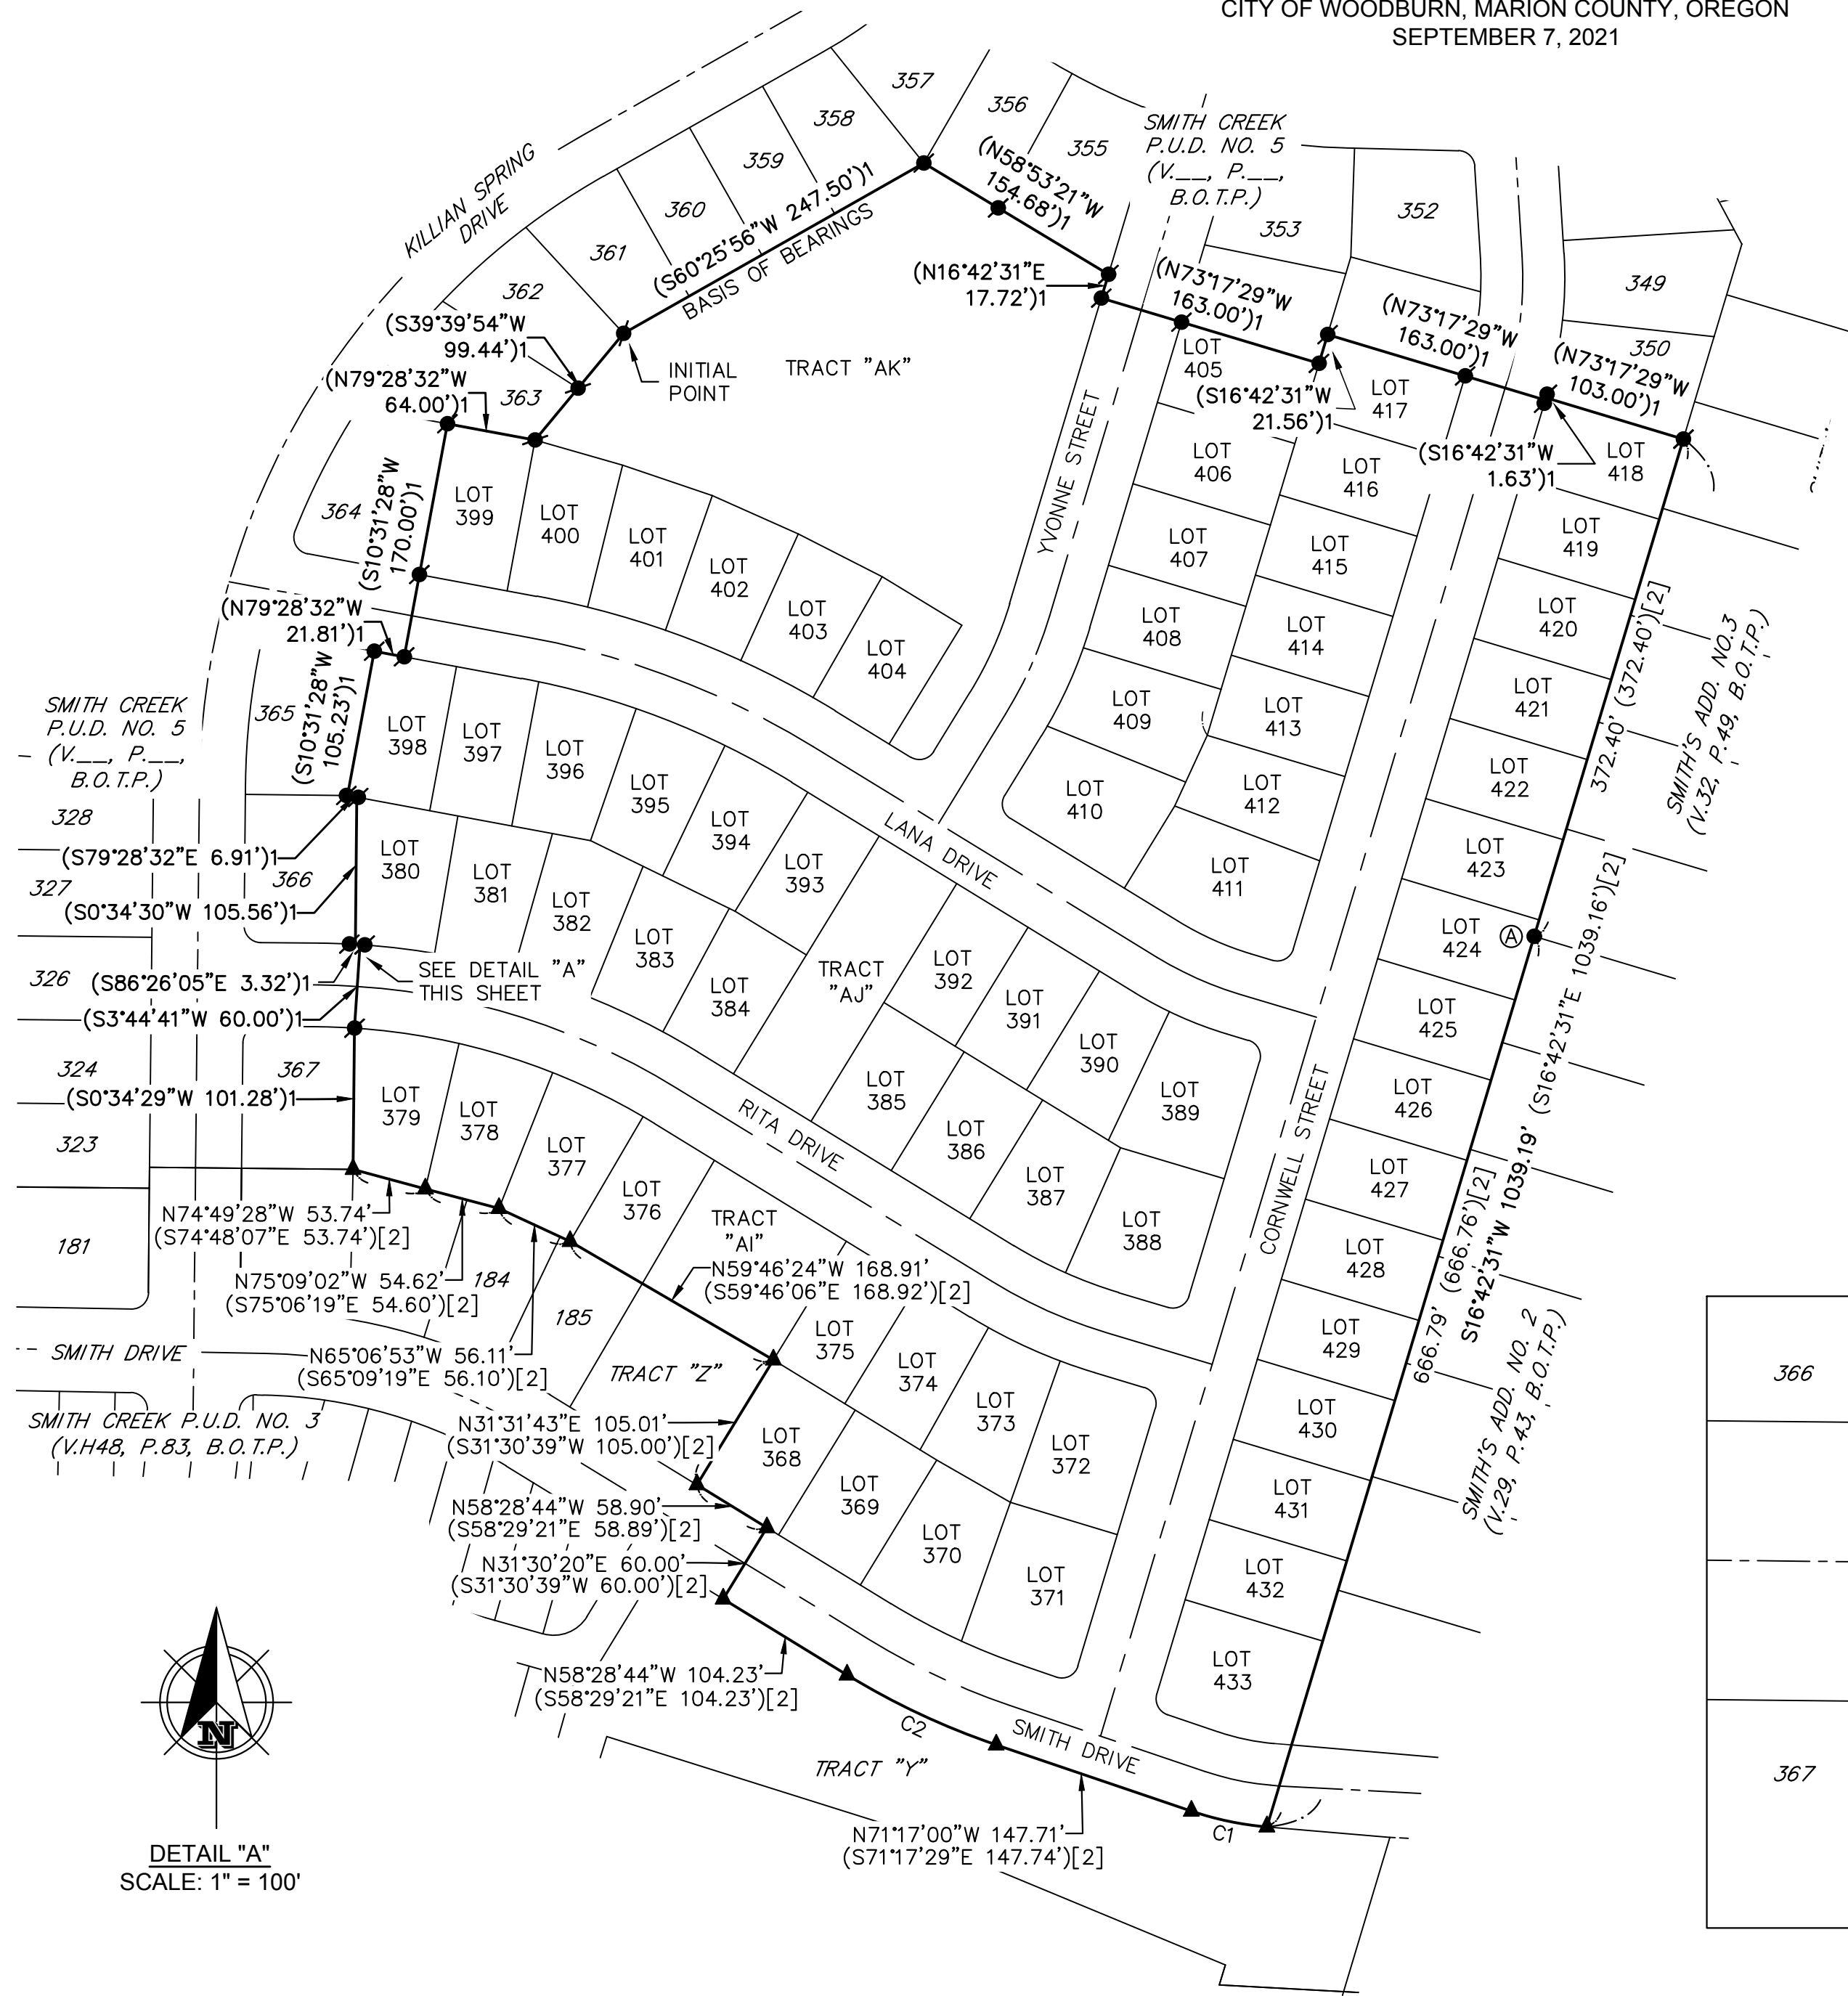 CITY OF WOODBURN, MARION COUNTY, OREGON
SEPTEMBER 7, 2021
357
356
358
355
359
360
361
362
363
364
KILLIAN SPRING
DRIVE
(S60°25'56"W 247.50')1
BASIS OF BEARINGS
(N58°53'21"W
154.68')1
SMITH CREEK
P.U.D. NO. 5
(V.__, P.__,
B.O.T.P.)
353
352
349
350
(N16°42'31"E
17.72')1
(N73°17'29"W
163.00')1
(N73°17'29"W
163.00')1
(N73°17'29"W
103.00')1
(S39°39'54"W
99.44')1
(N79°28'32"W
64.00')1
INITIAL
POINT
TRACT "AK"
(S16°42'31"W
21.56')1
(S16°42'31"W
1.63')1
(S10°31'28"W
170.00')1
(N79°28'32"W
21.81')1
(S10°31'28"W
105.23')1
LOT
399
LOT
400
LOT
401
LOT
402
LOT
403
LOT
404
YVONNE STREET
LOT
405
LOT
406
LOT
407
LOT
408
LOT
409
LOT
410
LOT
411
LOT
412
LOT
413
LOT
414
LOT
415
LOT
416
LOT
417
LOT
418
LOT
419
LOT
420
LOT
421
LOT
422
LOT
423
LOT
424
A
LOT
425
LOT
426
LOT
427
LOT
428
LOT
429
LOT
430
LOT
431
LOT
432
LOT
433
372.40' (372.40')[2]
SMITH'S ADD. NO.3
(V.32, P.49, B.O.T.P.)
S16°42'31"W 1039.19' (S16°42'31"E 1039.16')[2]
666.79' (666.76')[2]
SMITH'S ADD. NO. 2
(V.29, P.43, B.O.T.P.)
SMITH CREEK
P.U.D. NO. 5
(V.__, P.__,
B.O.T.P.)
365
328
(S79°28'32"E 6.91')1
327
366
(S0°34'30"W 105.56')1
326
(S86°26'05"E 3.32')1
(S3°44'41"W 60.00')1
324
367
(S0°34'29"W 101.28')1
323
181
SEE DETAIL "A"
THIS SHEET
LOT
398
LOT
397
LOT
396
LOT
395
LOT
394
LOT
393
LANA DRIVE
LOT
380
LOT
381
LOT
382
LOT
383
LOT
384
TRACT
"AJ"
LOT
392
LOT
391
LOT
390
LOT
389
LOT
385
LOT
386
LOT
387
LOT
388
RITA DRIVE
CORNWELL STREET
LOT
379
LOT
378
LOT
377
LOT
376
TRACT
"AI"
N74°49'28"W 53.74'
(S74°48'07"E 53.74')[2]
N75°09'02"W 54.62'
(S75°06'19"E 54.60')[2]
184
185
N59°46'24"W 168.91'
(S59°46'06"E 168.92')[2]
SMITH DRIVE
N65°06'53"W 56.11'
(S65°09'19"E 56.10')[2]
TRACT "Z"
SMITH CREEK P.U.D. NO. 3
(V.H48, P.83, B.O.T.P.)
N31°31'43"E 105.01'
(S31°30'39"W 105.00')[2]
LOT
375
LOT
374
LOT
373
LOT
372
LOT
368
LOT
369
LOT
370
LOT
371
N58°28'44"W 58.90'
(S58°29'21"E 58.89')[2]
N31°30'20"E 60.00'
(S31°30'39"W 60.00')[2]
N58°28'44"W 104.23'
(S58°29'21"E 104.23')[2]
C2
SMITH DRIVE
TRACT "Y"
C1
N71°17'00"W 147.71'
(S71°17'29"E 147.74')[2]
N
DETAIL "A"
SCALE: 1" = 100'
366
367